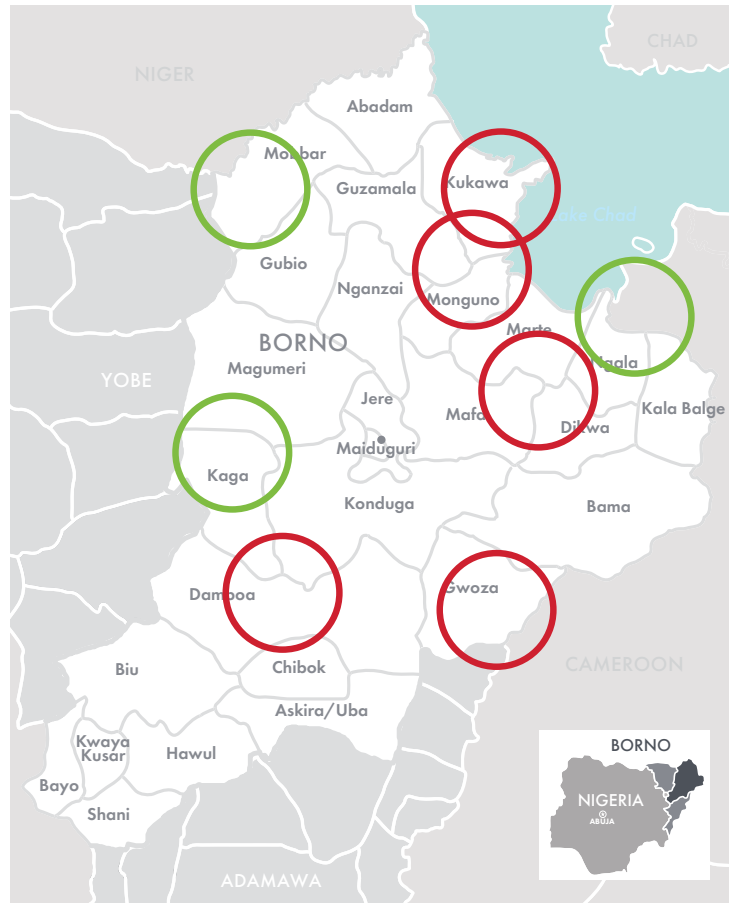 CHAD
NIGER
Abadam
Mobbar
Kukawa
Guzamala
Lake Chad
Gubio
Nganzai
Monguno
Marte
BORNO
Ngala
Magumeri
YOBE
Jere
Kala Balge
Mafa
Dikwa
Maiduguri
Kaga
Konduga
Bama
Gwoza
Damboa
CAMEROON
Biu
Chibok
Askira/Uba
Kwaya
Kusar
Hawul
Bayo
Shani
BORNO
NIGERIA
ABUJA
ADAMAWA